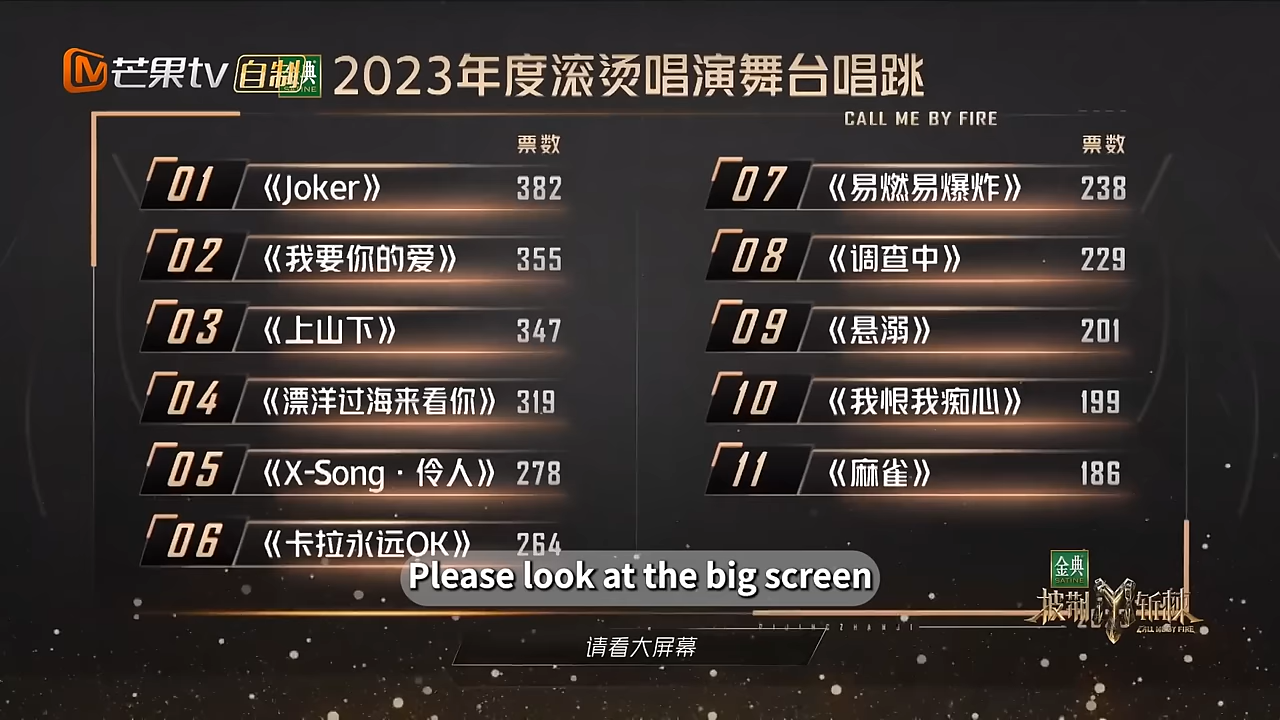 芒果TV 自制 金典 SATINE 2023年度滚烫唱演舞台唱跳
CALL ME BY FIRE
票数
01 《Joker》 382
02 《我要你的爱》 355
03 《上山下》 347
04 《漂洋过海来看你》 319
05 《X-Song · 伶人》 278
06 《卡拉永远OK》 264
票数
07 《易燃易爆炸》 238
08 《调查中》 229
09 《悬溺》 201
10 《我恨我痴心》 199
11 《麻雀》 186
Please look at the big screen
金典
SATINE
披荆斩棘
CALL ME BY FIRE
请看大屏幕